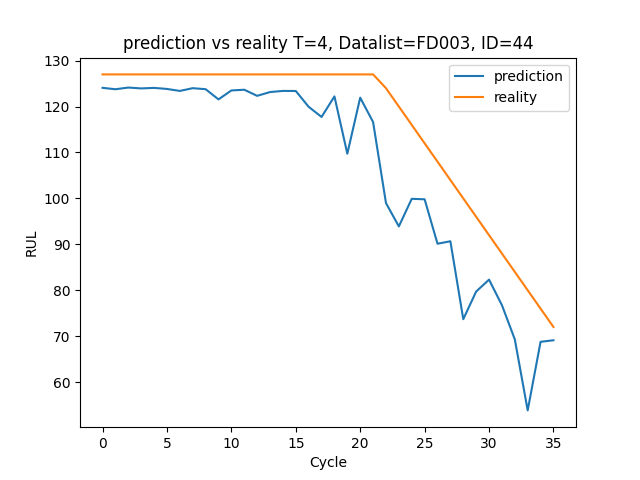 prediction vs reality T=4, Datalist=FD003, ID=44
prediction
reality
130
120
110
100
90
80
70
60
RUL
0 5 10 15 20 25 30 35
Cycle